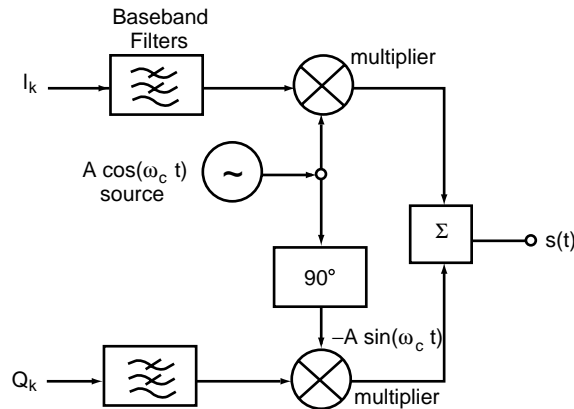 Baseband
Filters
multiplier
I_k
A cos(ω_c t)
source
~
Σ
s(t)
90°
−A sin(ω_c t)
Q_k
multiplier